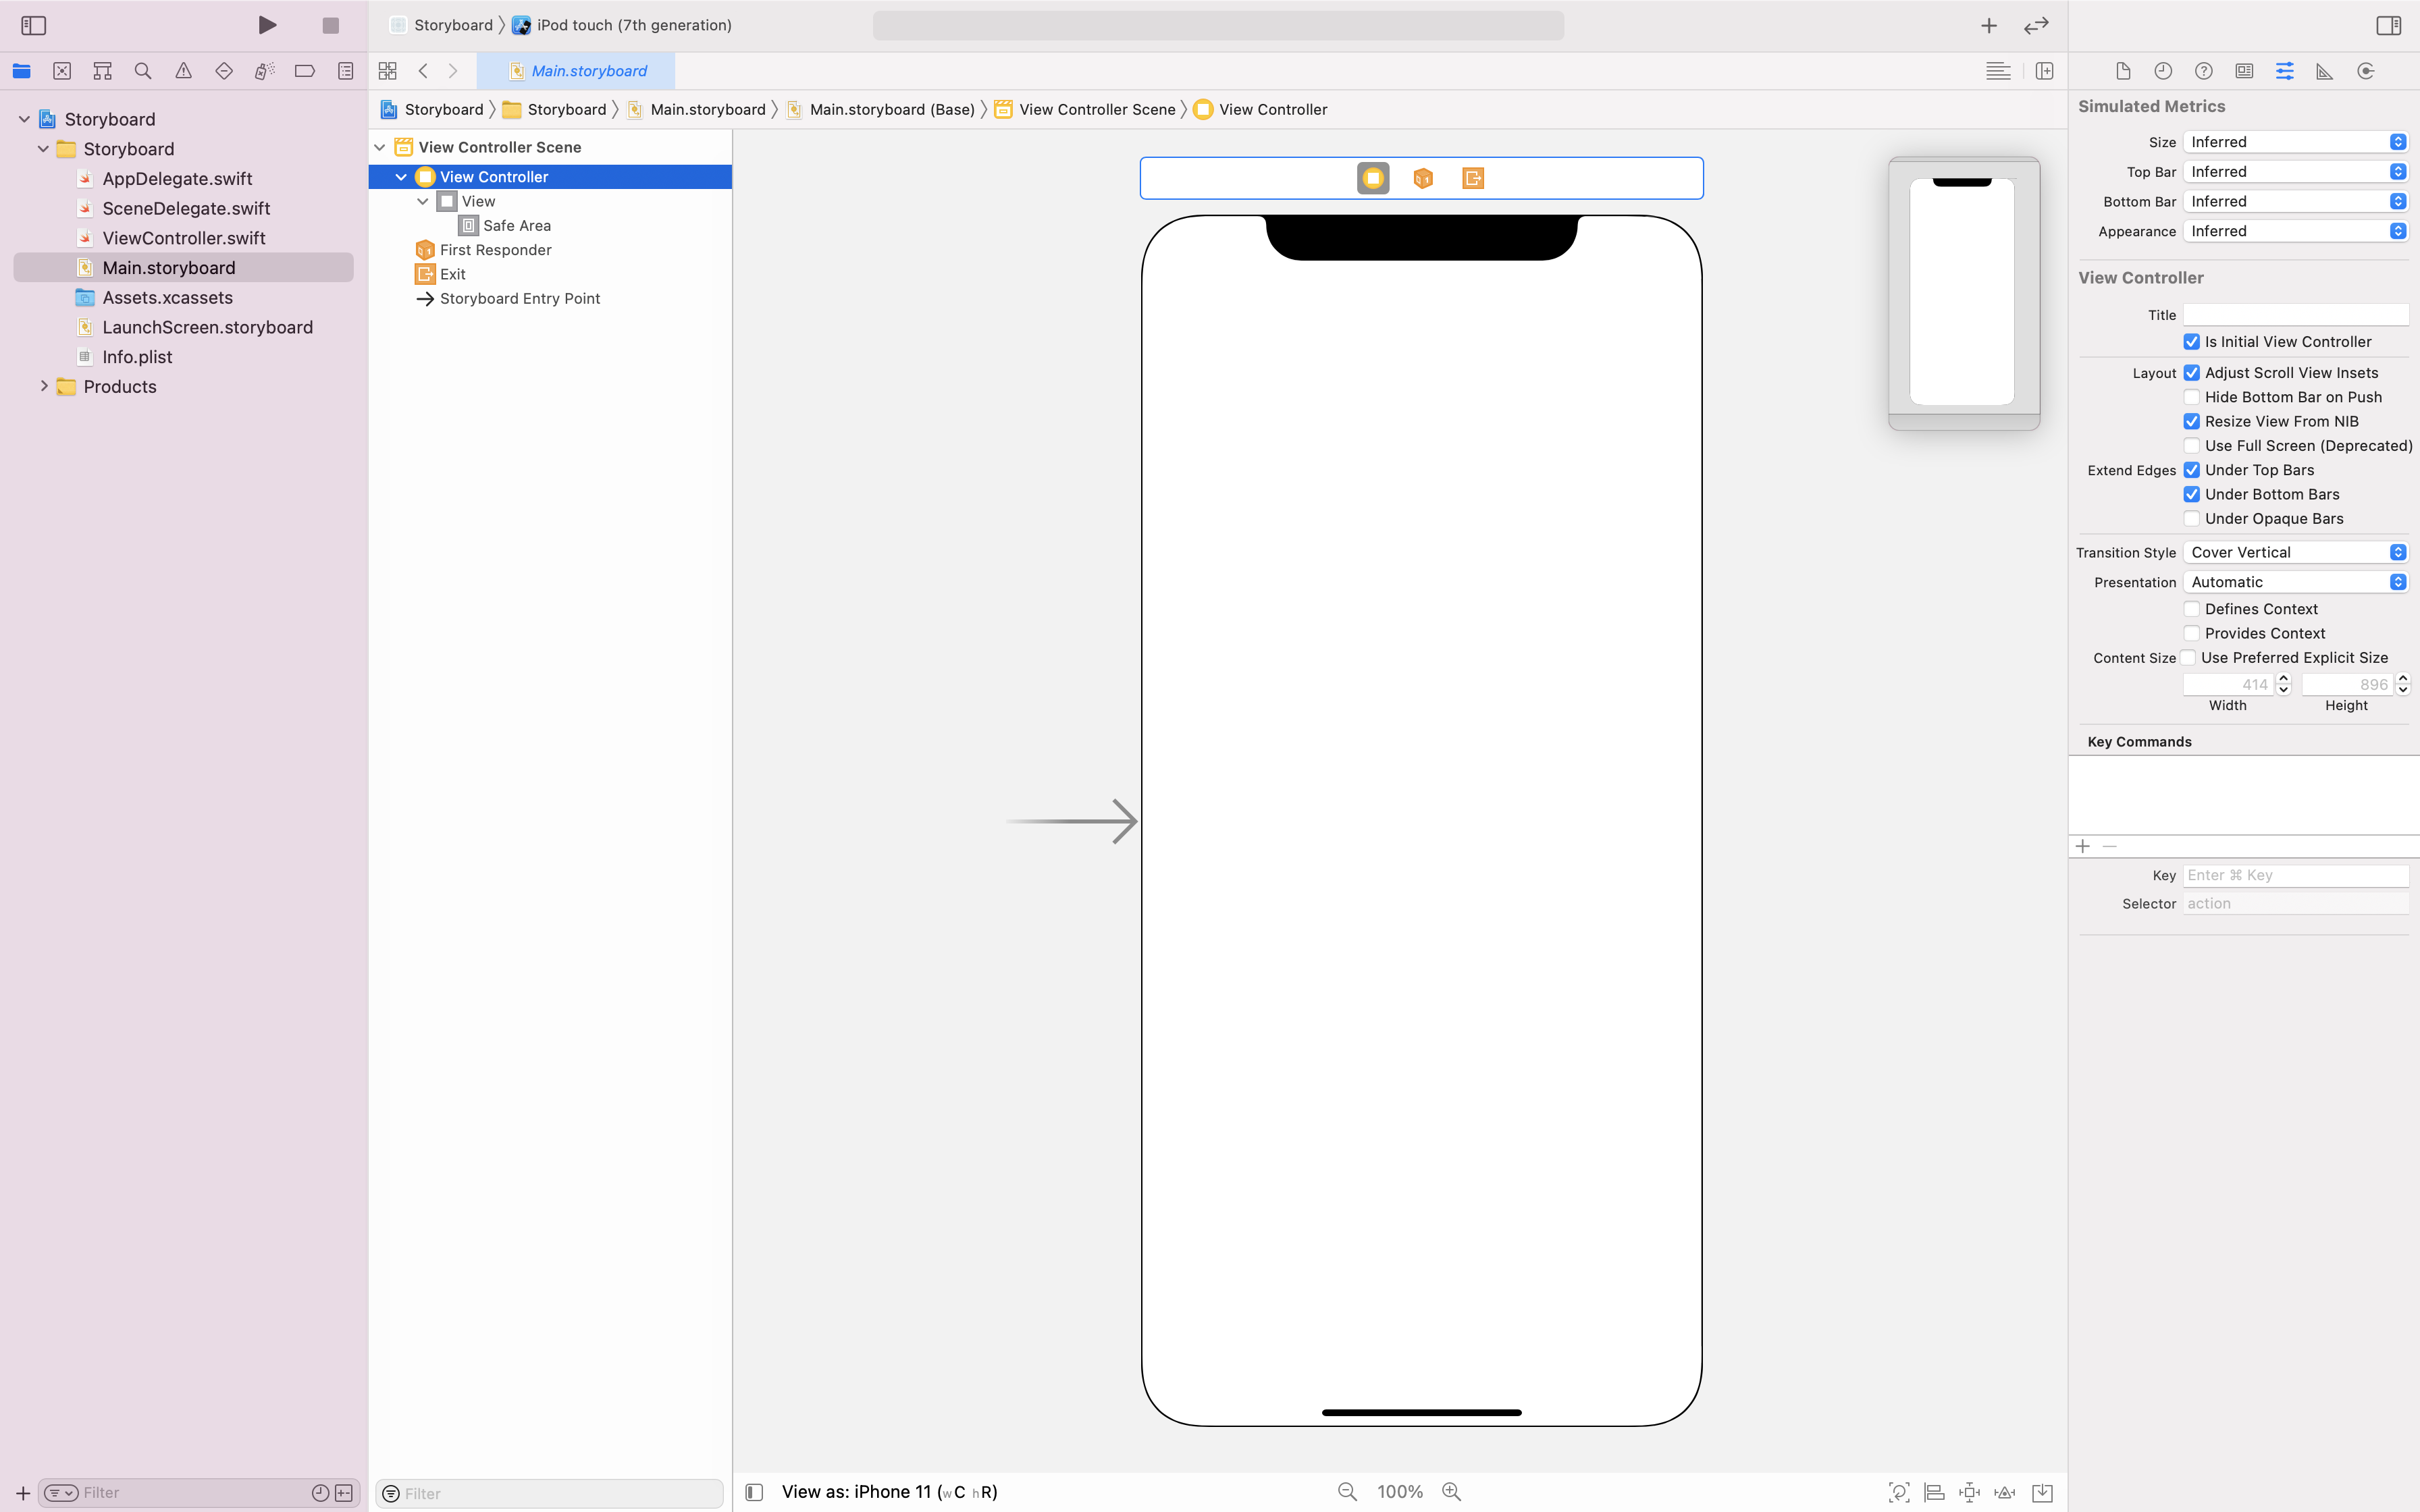 Storyboard 〉 iPod touch (7th generation)
Main.storyboard
Storyboard 〉 Storyboard 〉 Main.storyboard 〉 Main.storyboard (Base) 〉 View Controller Scene 〉 View Controller
Storyboard
Storyboard
AppDelegate.swift
SceneDelegate.swift
ViewController.swift
Main.storyboard
Assets.xcassets
LaunchScreen.storyboard
Info.plist
Products
Filter
View Controller Scene
View Controller
View
Safe Area
First Responder
Exit
Storyboard Entry Point
Filter
View as: iPhone 11 (wC hR)
100%
Simulated Metrics
Size Inferred
Top Bar Inferred
Bottom Bar Inferred
Appearance Inferred
View Controller
Title
Is Initial View Controller
Layout Adjust Scroll View Insets
Hide Bottom Bar on Push
Resize View From NIB
Use Full Screen (Deprecated)
Extend Edges Under Top Bars
Under Bottom Bars
Under Opaque Bars
Transition Style Cover Vertical
Presentation Automatic
Defines Context
Provides Context
Content Size Use Preferred Explicit Size
414 896
Width Height
Key Commands
Key Enter ⌘ Key
Selector action